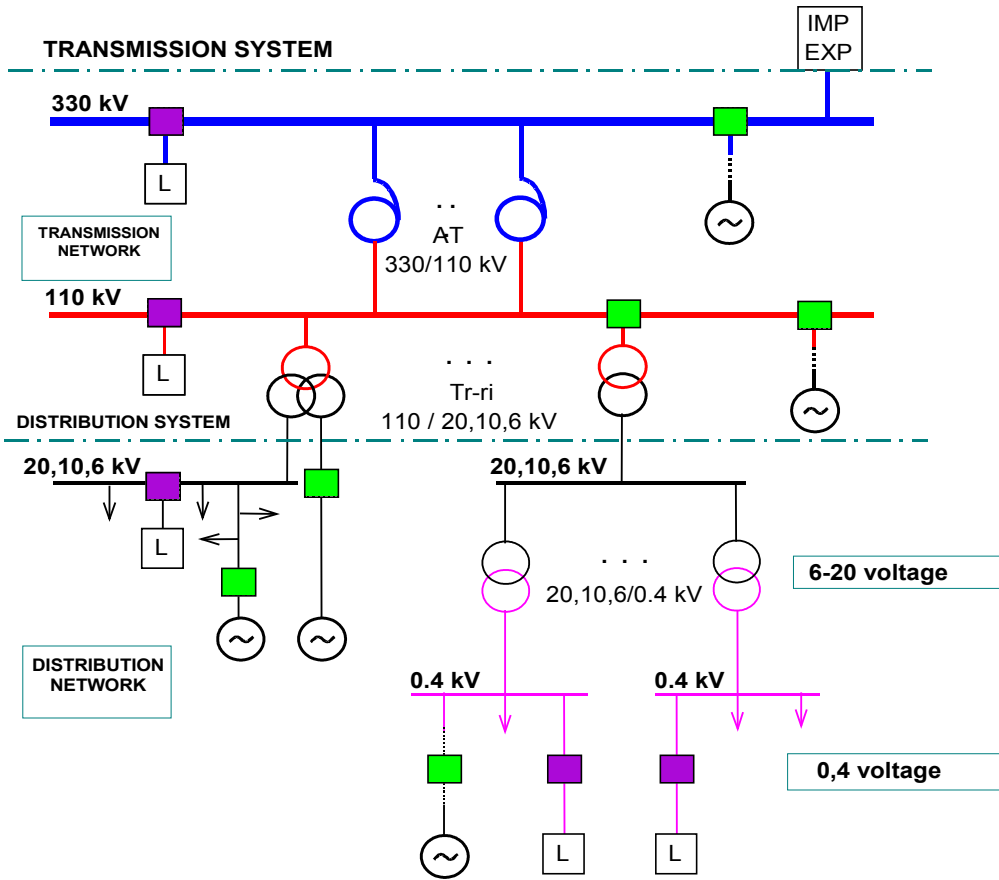 IMP
EXP
TRANSMISSION SYSTEM
330 kV
L
~
TRANSMISSION
NETWORK
. .
AT
330/110 kV
110 kV
L
. . .
Tr-ri
110 / 20,10,6 kV
~
DISTRIBUTION SYSTEM
20,10,6 kV
20,10,6 kV
L
. . .
20,10,6/0.4 kV
6-20 voltage
~
~
DISTRIBUTION
NETWORK
0.4 kV
0.4 kV
0,4 voltage
~
L
L